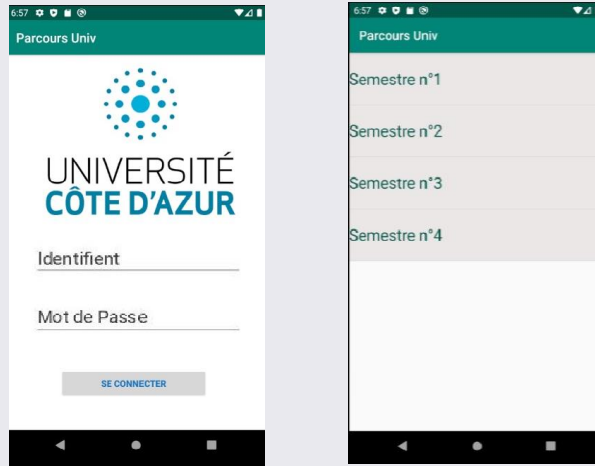 6:57
Parcours Univ
UNIVERSITÉ
CÔTE D'AZUR
Identifient
Mot de Passe
SE CONNECTER
6:57
Parcours Univ
Semestre n°1
Semestre n°2
Semestre n°3
Semestre n°4